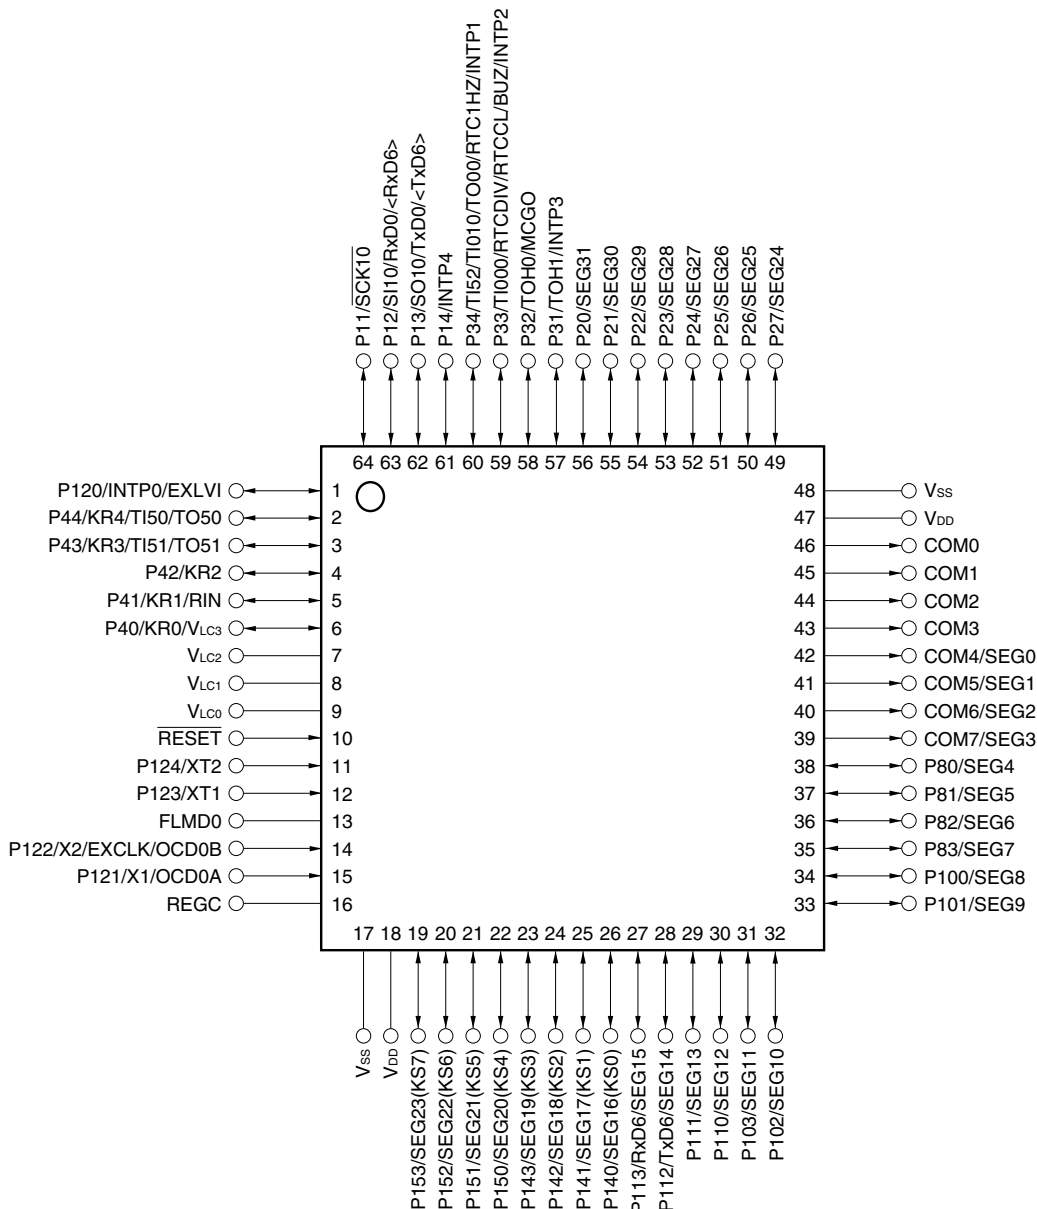 P11/SCK10
P12/SI10/RxD0/<RxD6>
P13/SO10/TxD0/<TxD6>
P14/INTP4
P34/TI52/TI010/TO00/RTC1HZ/INTP1
P33/TI000/RTCDIV/RTCCL/BUZ/INTP2
P32/TOH0/MCGO
P31/TOH1/INTP3
P20/SEG31
P21/SEG30
P22/SEG29
P23/SEG28
P24/SEG27
P25/SEG26
P26/SEG25
P27/SEG24
64 63 62 61 60 59 58 57 56 55 54 53 52 51 50 49
P120/INTP0/EXLVI 1
P44/KR4/TI50/TO50 2
P43/KR3/TI51/TO51 3
P42/KR2 4
P41/KR1/RIN 5
P40/KR0/VLC3 6
VLC2 7
VLC1 8
VLC0 9
RESET 10
P124/XT2 11
P123/XT1 12
FLMD0 13
P122/X2/EXCLK/OCD0B 14
P121/X1/OCD0A 15
REGC 16
48 VSS
47 VDD
46 COM0
45 COM1
44 COM2
43 COM3
42 COM4/SEG0
41 COM5/SEG1
40 COM6/SEG2
39 COM7/SEG3
38 P80/SEG4
37 P81/SEG5
36 P82/SEG6
35 P83/SEG7
34 P100/SEG8
33 P101/SEG9
17 18 19 20 21 22 23 24 25 26 27 28 29 30 31 32
VSS
VDD
P153/SEG23(KS7)
P152/SEG22(KS6)
P151/SEG21(KS5)
P150/SEG20(KS4)
P143/SEG19(KS3)
P142/SEG18(KS2)
P141/SEG17(KS1)
P140/SEG16(KS0)
P113/RxD6/SEG15
P112/TxD6/SEG14
P111/SEG13
P110/SEG12
P103/SEG11
P102/SEG10